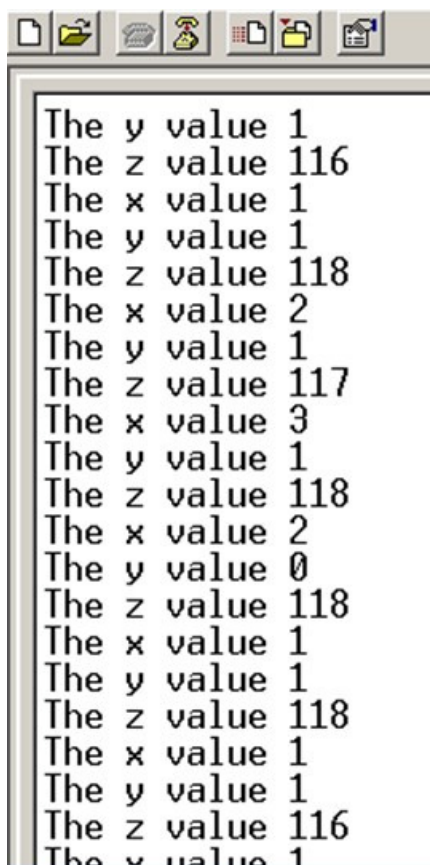 The y value 1
The z value 116
The x value 1
The y value 1
The z value 118
The x value 2
The y value 1
The z value 117
The x value 3
The y value 1
The z value 118
The x value 2
The y value 0
The z value 118
The x value 1
The y value 1
The z value 118
The x value 1
The y value 1
The z value 116
The x value 1